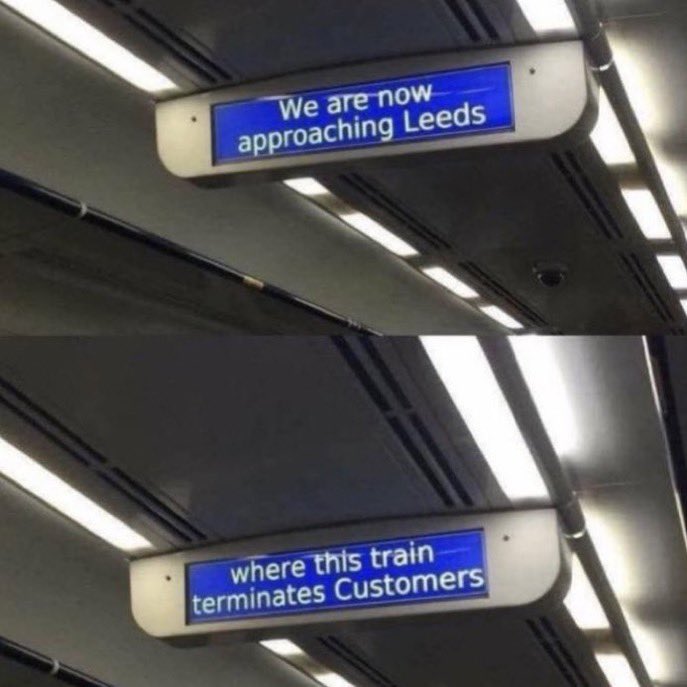 We are now
approaching Leeds
where this train
terminates Customers